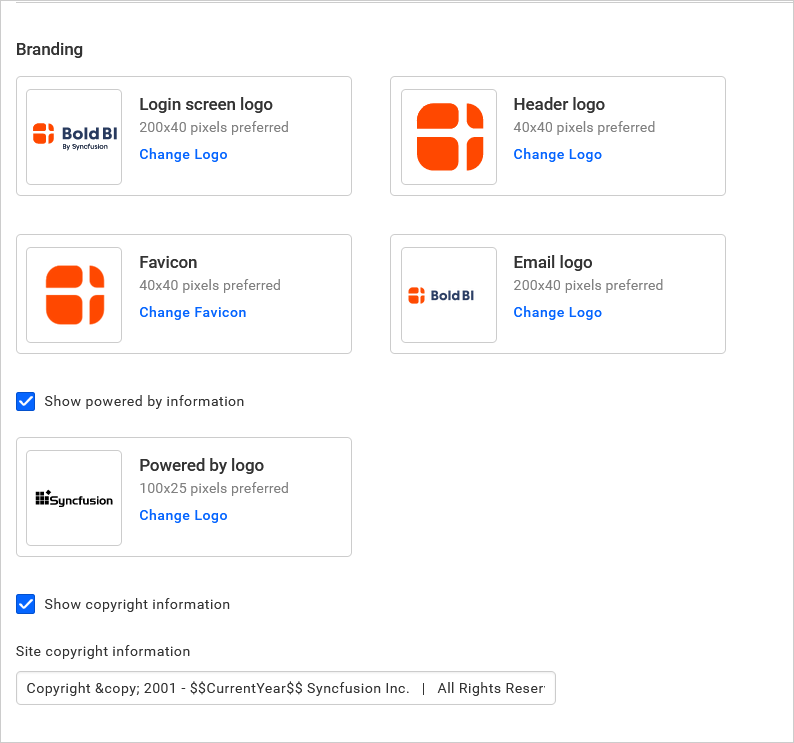 Branding
Bold BI
By Syncfusion
Login screen logo
200x40 pixels preferred
Change Logo
Header logo
40x40 pixels preferred
Change Logo
Favicon
40x40 pixels preferred
Change Favicon
Bold BI
Email logo
200x40 pixels preferred
Change Logo
Show powered by information
Syncfusion
Powered by logo
100x25 pixels preferred
Change Logo
Show copyright information
Site copyright information
Copyright &copy; 2001 - $$CurrentYear$$ Syncfusion Inc. | All Rights Reser